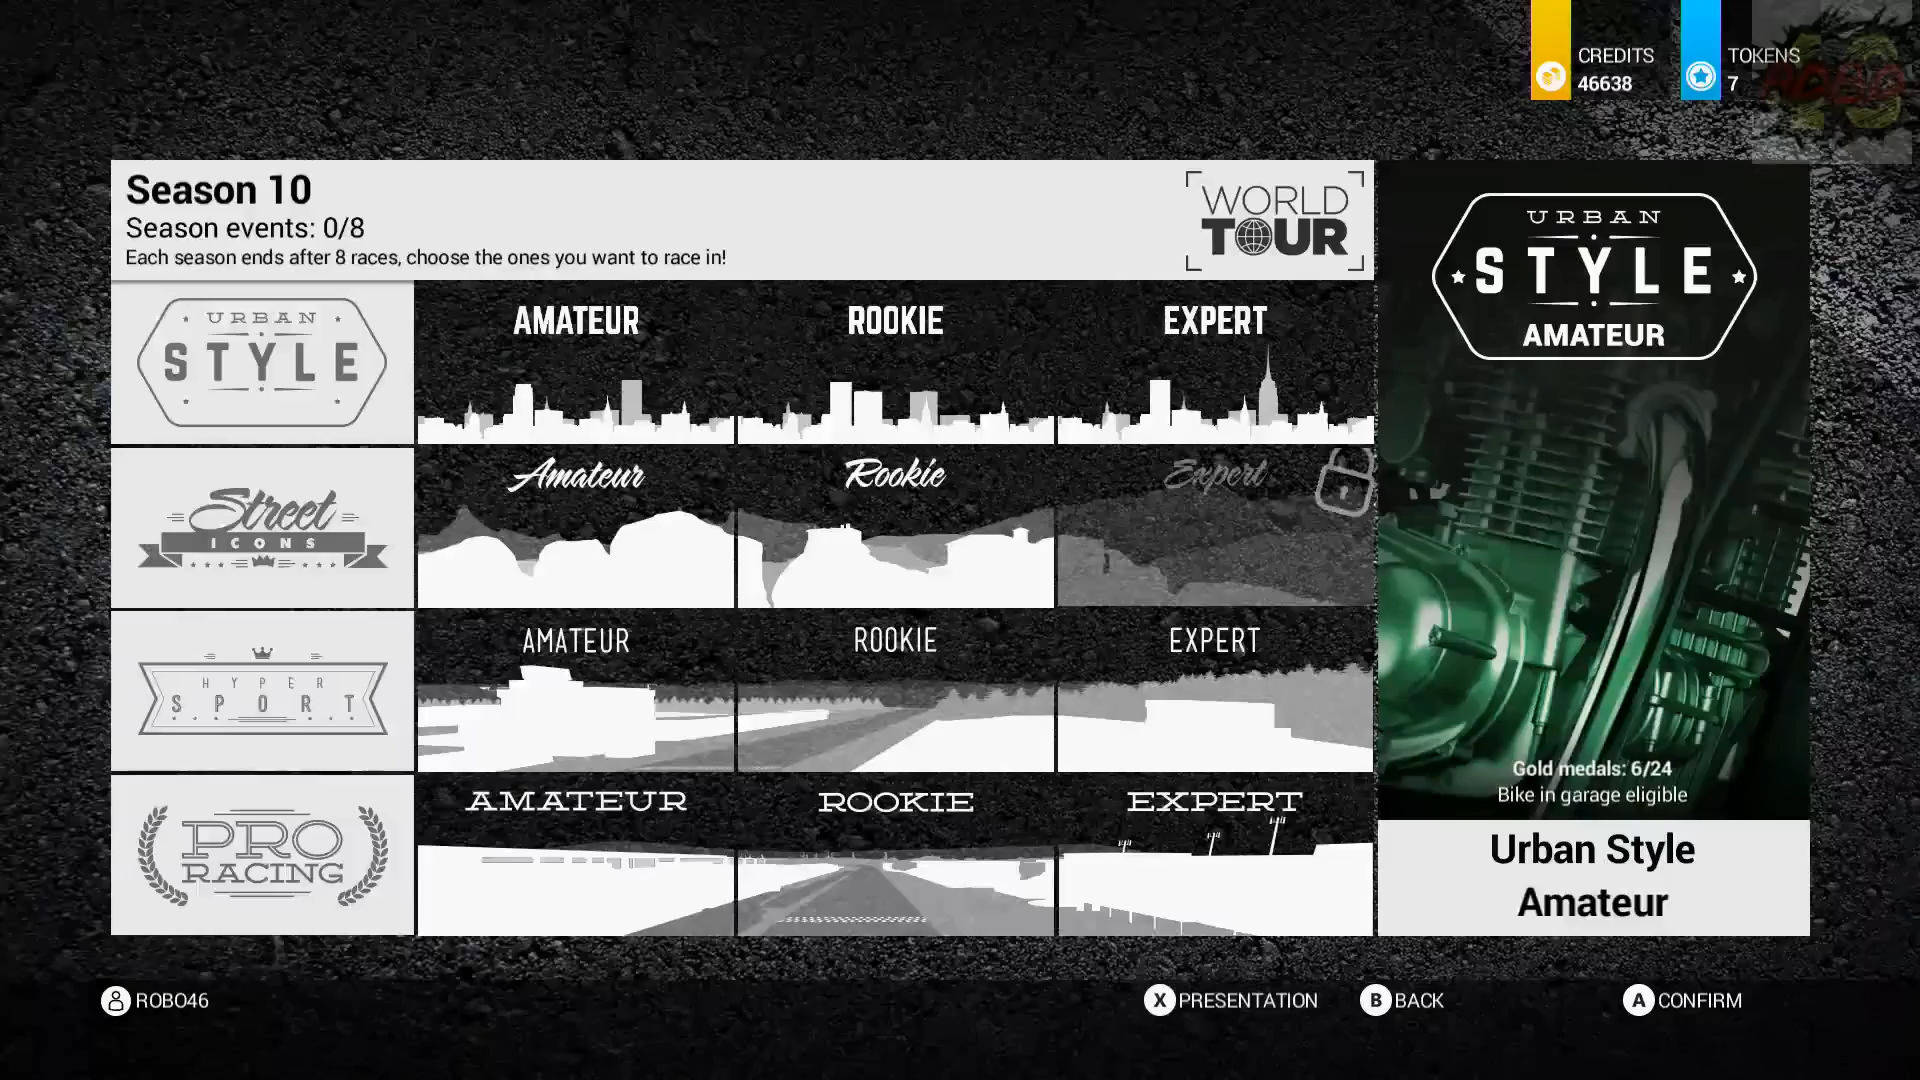 CREDITS
46638
TOKENS
7
Season 10
Season events: 0/8
Each season ends after 8 races, choose the ones you want to race in!
WORLD
TOUR
URBAN
STYLE
AMATEUR
URBAN
STYLE
AMATEUR
ROOKIE
EXPERT
Street
ICONS
Amateur
Rookie
Expert
HYPER
SPORT
AMATEUR
ROOKIE
EXPERT
PRO
RACING
AMATEUR
ROOKIE
EXPERT
Gold medals: 6/24
Bike in garage eligible
Urban Style
Amateur
ROBO46
X PRESENTATION
B BACK
A CONFIRM